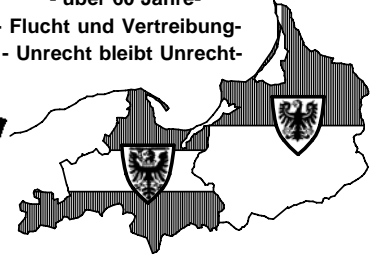 - über 60 Jahre-
- Flucht und Vertreibung-
- Unrecht bleibt Unrecht-